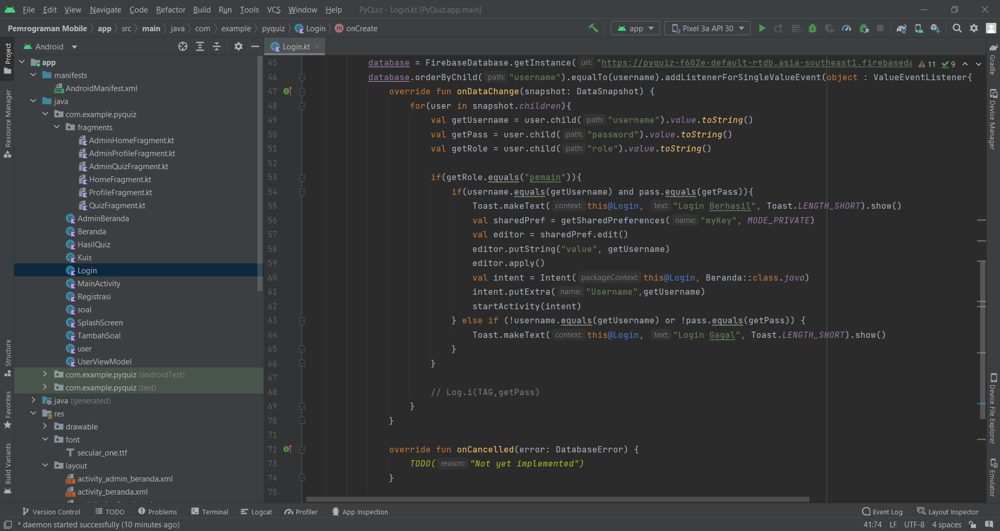 File Edit View Navigate Code Refactor Build Run Tools VCS Window Help PyQuiz - Login.kt [PyQuiz.app.main]
Pemrograman Mobile app src main java com example pyquiz Login onCreate app Pixel 3a API 30
Project
Resource Manager
Structure
Favorites
Build Variants
Android
app
manifests
AndroidManifest.xml
java
com.example.pyquiz
fragments
AdminHomeFragment.kt
AdminProfileFragment.kt
AdminQuizFragment.kt
HomeFragment.kt
ProfileFragment.kt
QuizFragment.kt
AdminBeranda
Beranda
HasilQuiz
Kuis
Login
MainActivity
Registrasi
soal
SplashScreen
TambahSoal
user
UserViewModel
com.example.pyquiz (androidTest)
com.example.pyquiz (test)
java (generated)
res
drawable
font
secular_one.ttf
layout
activity_admin_beranda.xml
activity_beranda.xml
Login.kt
11 9
45 database = FirebaseDatabase.getInstance( url: "https://pyquiz-f602e-default-rtdb.asia-southeast1.firebaseda
46 database.orderByChild( path: "username").equalTo(username).addListenerForSingleValueEvent(object : ValueEventListener{
47 override fun onDataChange(snapshot: DataSnapshot) {
48 for(user in snapshot.children){
49 val getUsername = user.child( path: "username").value.toString()
50 val getPass = user.child( path: "password").value.toString()
51 val getRole = user.child( path: "role").value.toString()
52
53 if(getRole.equals("pemain")){
54 if(username.equals(getUsername) and pass.equals(getPass)){
55 Toast.makeText( context: this@Login, text: "Login Berhasil", Toast.LENGTH_SHORT).show()
56 val sharedPref = getSharedPreferences( name: "myKey", MODE_PRIVATE)
57 val editor = sharedPref.edit()
58 editor.putString("value", getUsername)
59 editor.apply()
60 val intent = Intent( packageContext: this@Login, Beranda::class.java)
61 intent.putExtra( name: "Username",getUsername)
62 startActivity(intent)
63 } else if (!username.equals(getUsername) or !pass.equals(getPass)) {
64 Toast.makeText( context: this@Login, text: "Login Gagal", Toast.LENGTH_SHORT).show()
65 }
66 }
67
68 // Log.i(TAG,getPass)
69 }
70 }
71
72 override fun onCancelled(error: DatabaseError) {
73 TODO( reason: "Not yet implemented")
74 }
75
Gradle
Device Manager
Device File Explorer
Emulator
Version Control TODO Problems Terminal Logcat Profiler App Inspection Event Log Layout Inspector
* daemon started successfully (10 minutes ago) 41:74 LF UTF-8 4 spaces